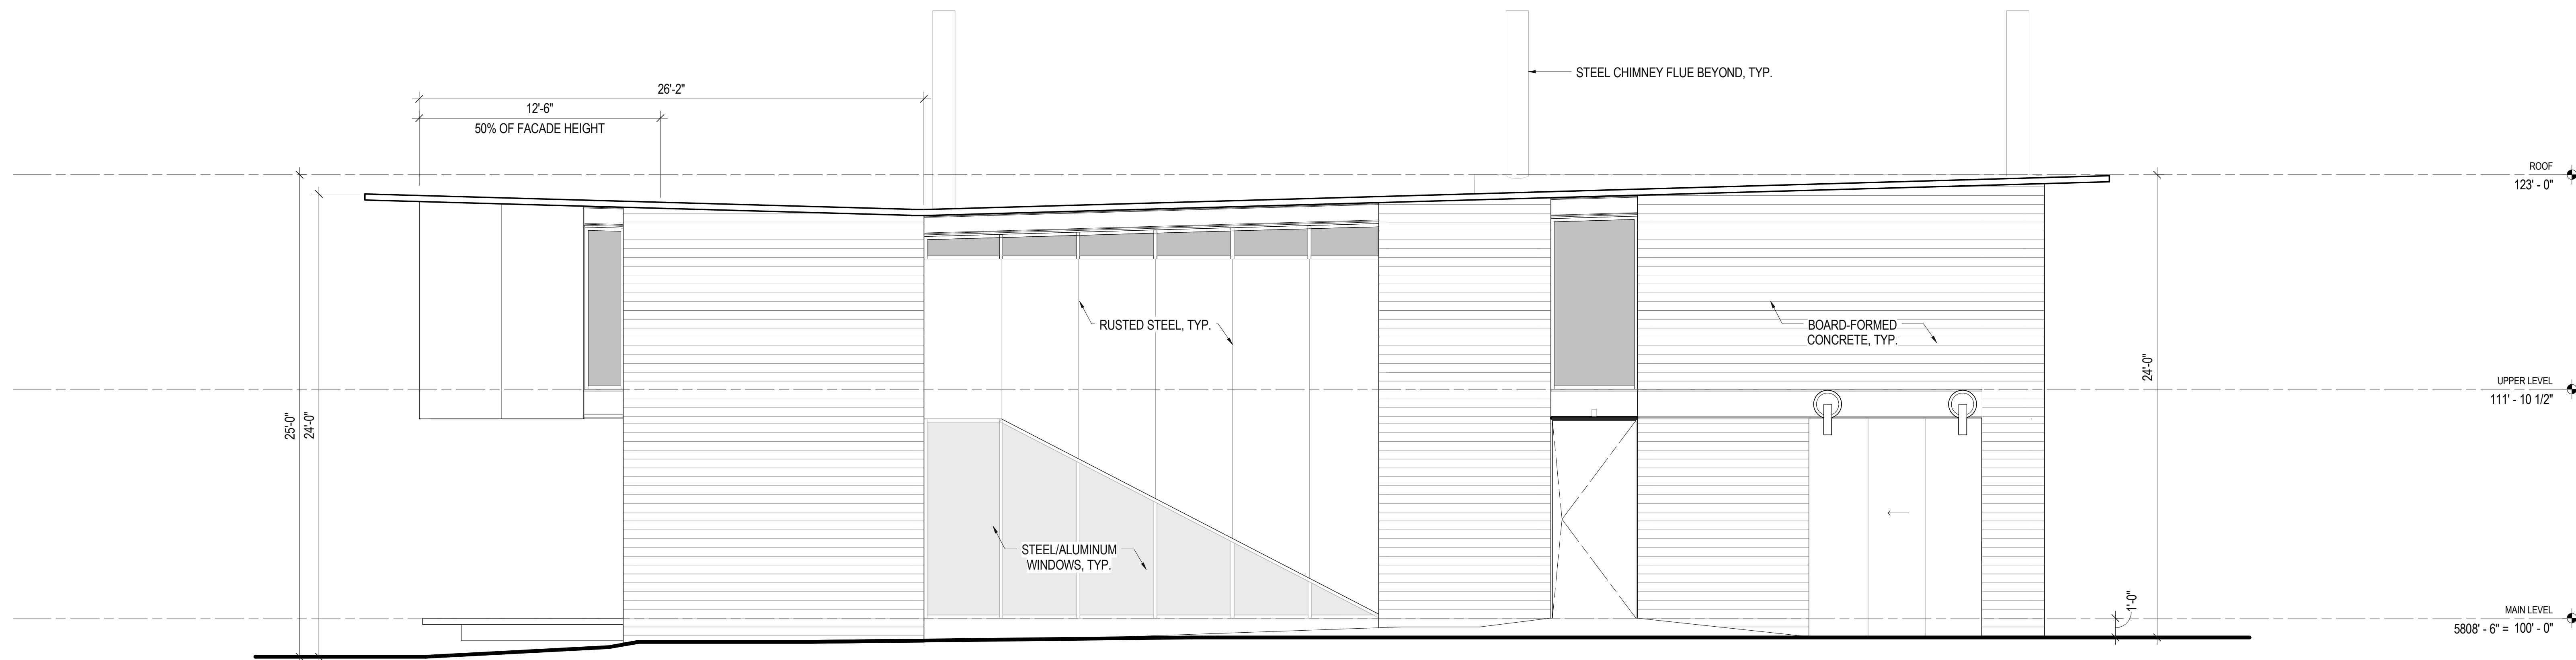 STEEL CHIMNEY FLUE BEYOND, TYP.
26'-2"
12'-6"
50% OF FACADE HEIGHT
ROOF
123' - 0"
RUSTED STEEL, TYP.
BOARD-FORMED
CONCRETE, TYP.
24'-0"
UPPER LEVEL
111' - 10 1/2"
25'-0"
24'-0"
STEEL/ALUMINUM
WINDOWS, TYP.
1'-0"
MAIN LEVEL
5808' - 6" = 100' - 0"